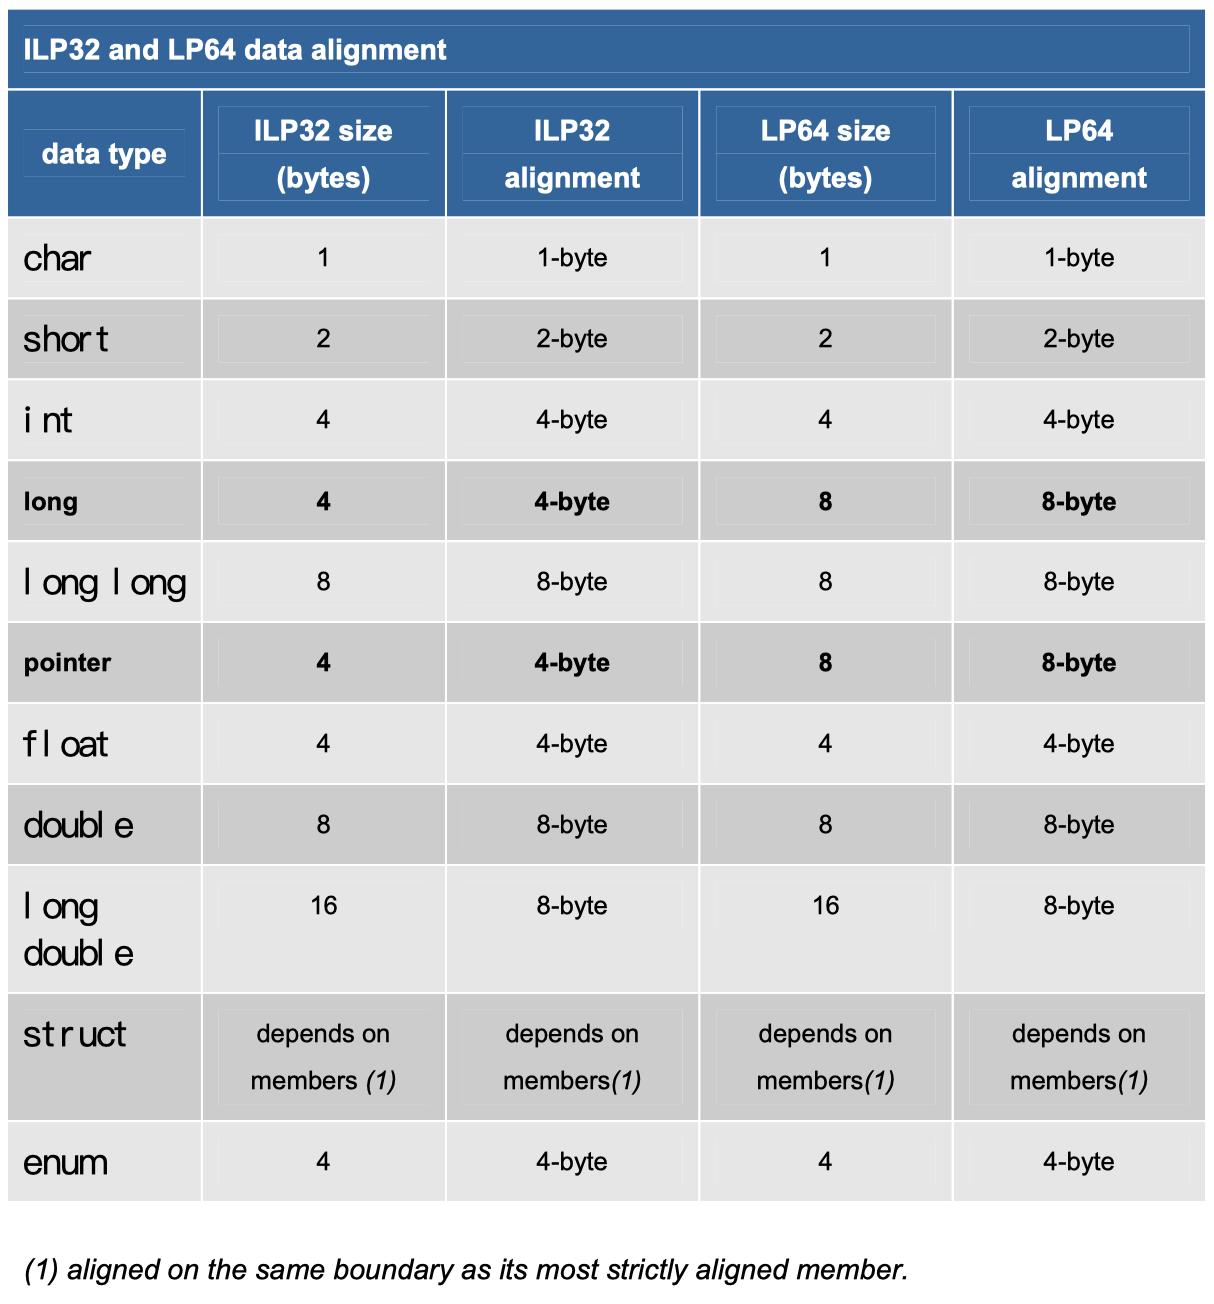 ILP32 and LP64 data alignment
data type
ILP32 size
(bytes)
ILP32
alignment
LP64 size
(bytes)
LP64
alignment
char 1 1-byte 1 1-byte
short 2 2-byte 2 2-byte
int 4 4-byte 4 4-byte
long 4 4-byte 8 8-byte
long long 8 8-byte 8 8-byte
pointer 4 4-byte 8 8-byte
float 4 4-byte 4 4-byte
double 8 8-byte 8 8-byte
long
double
16 8-byte 16 8-byte
struct
depends on
members (1)
depends on
members(1)
depends on
members(1)
depends on
members(1)
enum 4 4-byte 4 4-byte
(1) aligned on the same boundary as its most strictly aligned member.